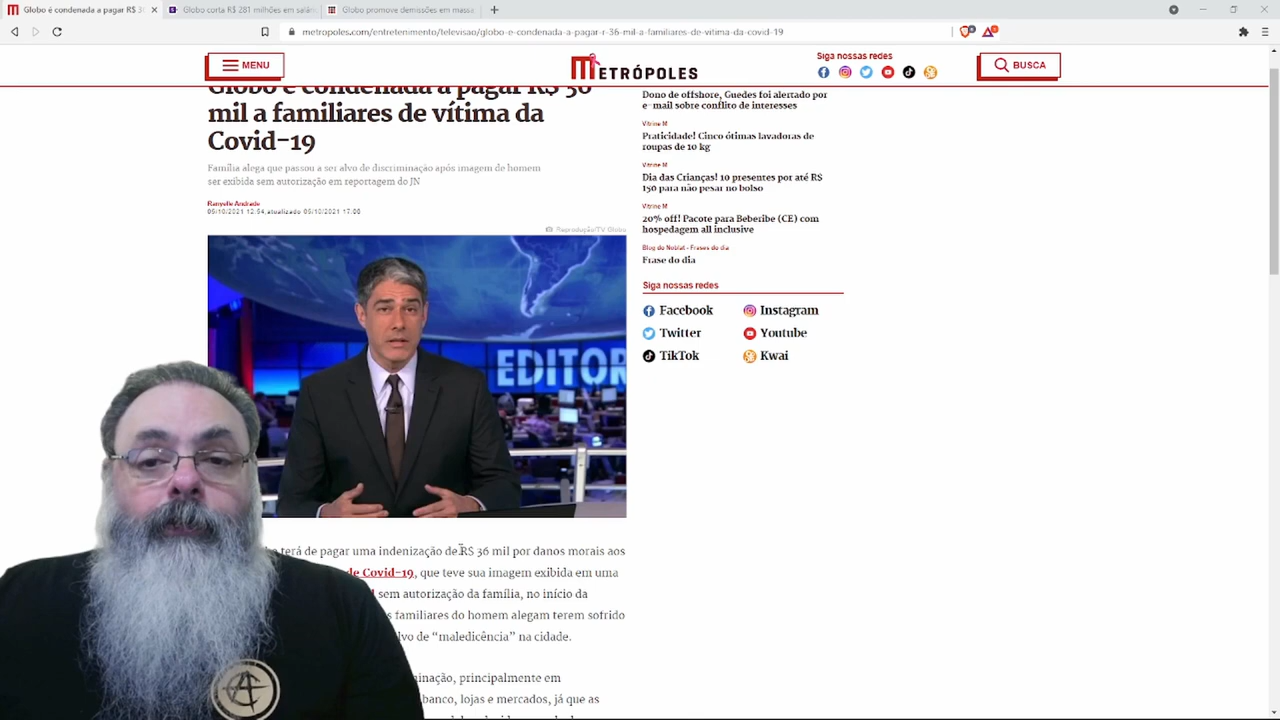 Globo é condenada a pagar R$ 3
Globo corta R$ 281 milhões em salári
Globo promove demissões em massa
metropoles.com/entretenimento/televisao/globo-e-condenada-a-pagar-r-36-mil-a-familiares-de-vitima-da-covid-19
MENU
METRÓPOLES
Siga nossas redes
BUSCA
Globo é condenada a pagar R$ 36
mil a familiares de vítima da
Covid-19
Família alega que passou a ser alvo de discriminação após imagem de homem
ser exibida sem autorização em reportagem do JN
Ranyelle Andrade
05/10/2021 12:54, atualizado 05/10/2021 17:00
Reprodução/TV Globo
EDITOR
terá de pagar uma indenização de R$ 36 mil por danos morais aos
de Covid-19, que teve sua imagem exibida em uma
sem autorização da família, no início da
familiares do homem alegam terem sofrido
lvo de “maledicência” na cidade.
minação, principalmente em
banco, lojas e mercados, já que as
Dono de offshore, Guedes foi alertado por
e-mail sobre conflito de interesses
Vitrine M
Praticidade! Cinco ótimas lavadoras de
roupas de 10 kg
Vitrine M
Dia das Crianças! 10 presentes por até R$
150 para não pesar no bolso
Vitrine M
20% off! Pacote para Beberibe (CE) com
hospedagem all inclusive
Blog do Noblat - Frases do dia
Frase do dia
Siga nossas redes
Facebook
Instagram
Twitter
Youtube
TikTok
Kwai